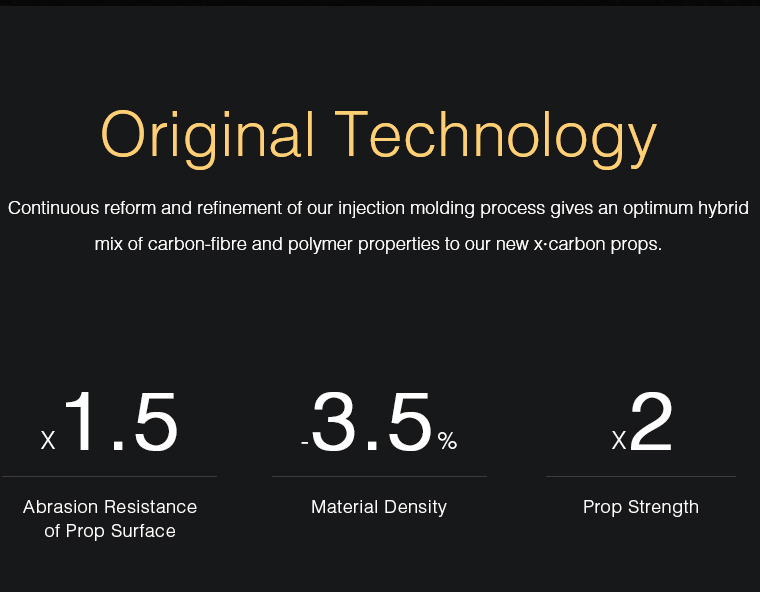 Original Technology
Continuous reform and refinement of our injection molding process gives an optimum hybrid
mix of carbon-fibre and polymer properties to our new x·carbon props.
X1.5
-3.5%
X2
Abrasion Resistance
of Prop Surface
Material Density
Prop Strength